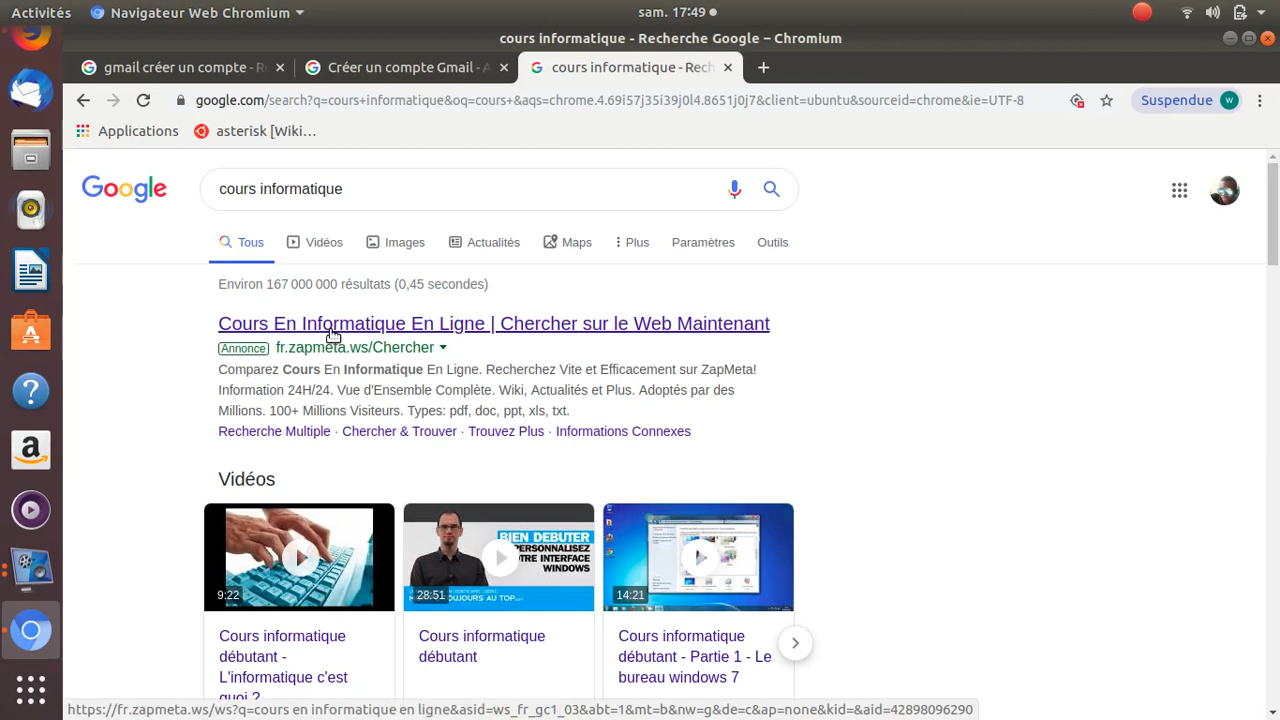 Activités Navigateur Web Chromium sam. 17:49
cours informatique - Recherche Google – Chromium
gmail créer un compte - R Créer un compte Gmail - A cours informatique - Rech
google.com/search?q=cours+informatique&oq=cours+&aqs=chrome.4.69i57j35i39j0l4.8651j0j7&client=ubuntu&sourceid=chrome&ie=UTF-8 Suspendue W
Applications asterisk [Wiki...
Google cours informatique
Tous Vidéos Images Actualités Maps Plus Paramètres Outils
Environ 167 000 000 résultats (0,45 secondes)
Cours En Informatique En Ligne | Chercher sur le Web Maintenant
Annonce fr.zapmeta.ws/Chercher
Comparez Cours En Informatique En Ligne. Recherchez Vite et Efficacement sur ZapMeta!
Information 24H/24. Vue d'Ensemble Complète. Wiki, Actualités et Plus. Adoptés par des
Millions. 100+ Millions Visiteurs. Types: pdf, doc, ppt, xls, txt.
Recherche Multiple · Chercher & Trouver · Trouvez Plus · Informations Connexes
Vidéos
BIEN DEBUTER
PERSONNALISEZ
OTRE INTERFACE
WINDOWS
TOUJOURS AU TOP...
9:22 28:51 14:21
Cours informatique
débutant -
L'informatique c'est
quoi ?
Cours informatique
débutant
Cours informatique
débutant - Partie 1 - Le
bureau windows 7
https://fr.zapmeta.ws/ws?q=cours en informatique en ligne&asid=ws_fr_gc1_03&abt=1&mt=b&nw=g&de=c&ap=none&kid=&aid=42898096290